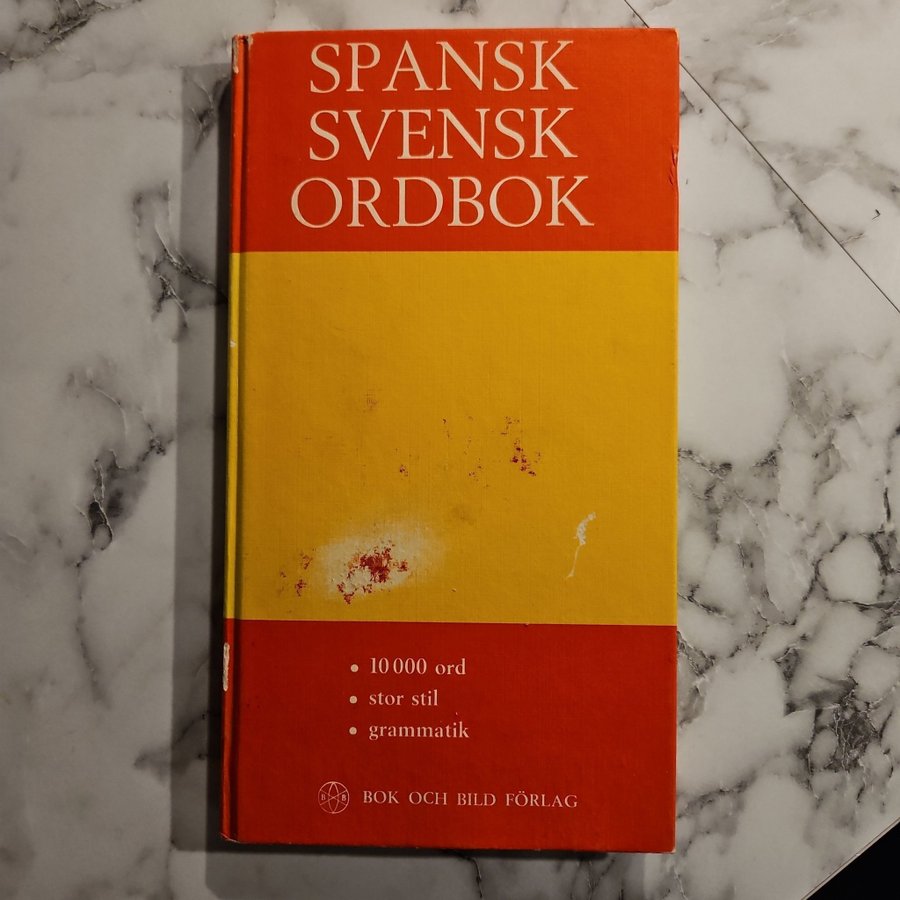 SPANSK
SVENSK
ORDBOK
• 10 000 ord
• stor stil
• grammatik
B B BOK OCH BILD FÖRLAG